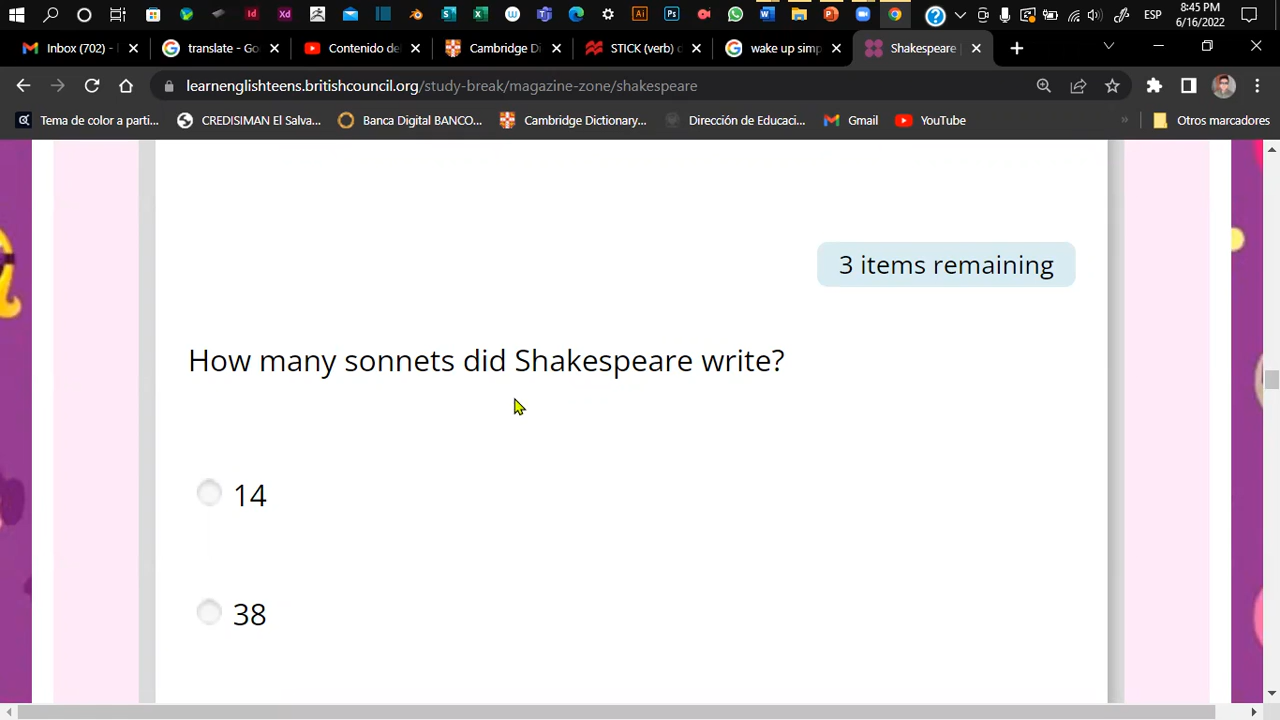 8:45 PM
ESP
6/16/2022
Inbox (702) -
translate - Go
Contenido de
Cambridge Di
STICK (verb) c
wake up simp
Shakespeare
learnenglishteens.britishcouncil.org/study-break/magazine-zone/shakespeare
Tema de color a parti...
CREDISIMAN El Salva...
Banca Digital BANCO...
Cambridge Dictionary...
Dirección de Educaci...
Gmail
YouTube
»
Otros marcadores
3 items remaining
How many sonnets did Shakespeare write?
14
38